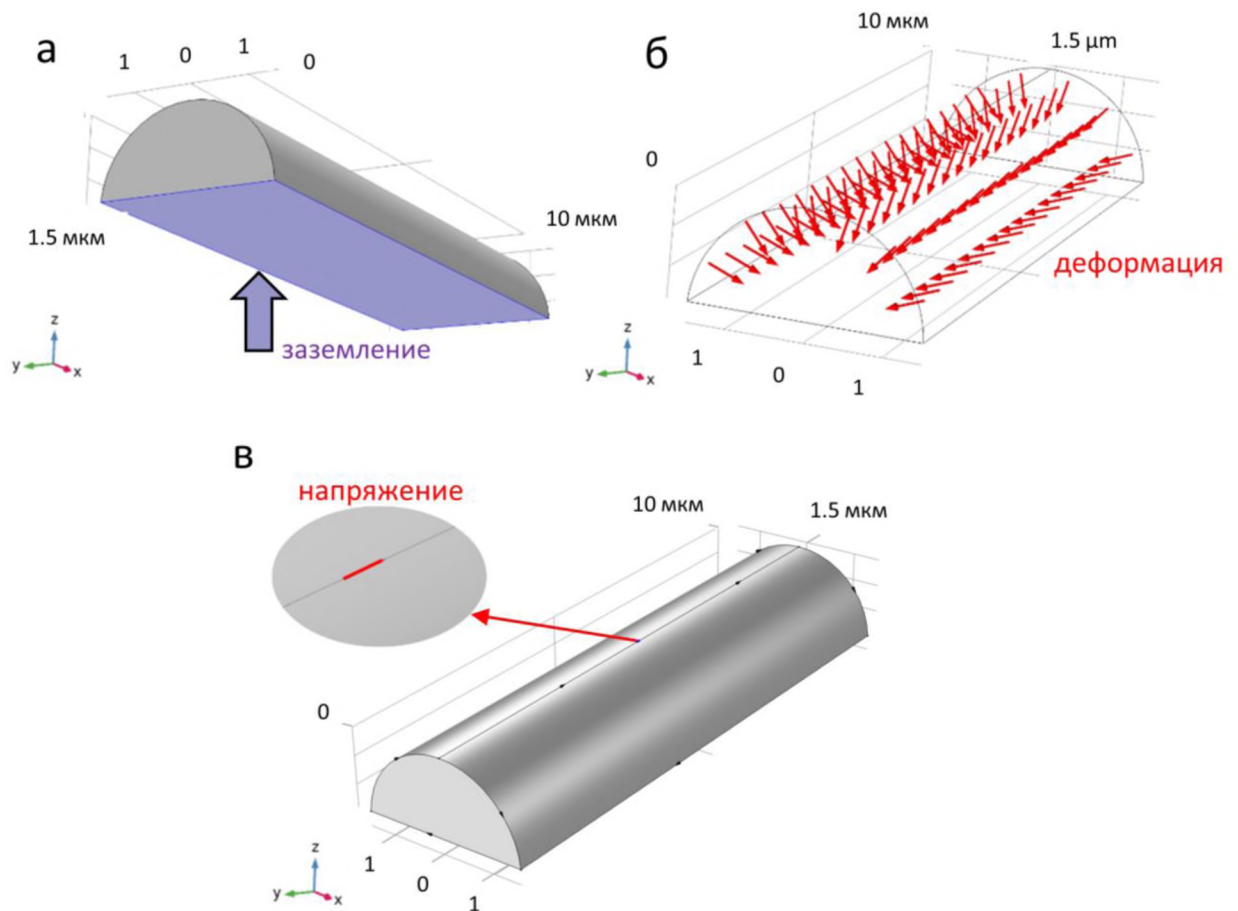 а
1
0
1
0
1.5 мкм
10 мкм
заземление
z
y
x
б
10 мкм
1.5 µm
0
деформация
1
0
1
z
y
x
в
напряжение
10 мкм
1.5 мкм
0
1
0
1
z
y
x